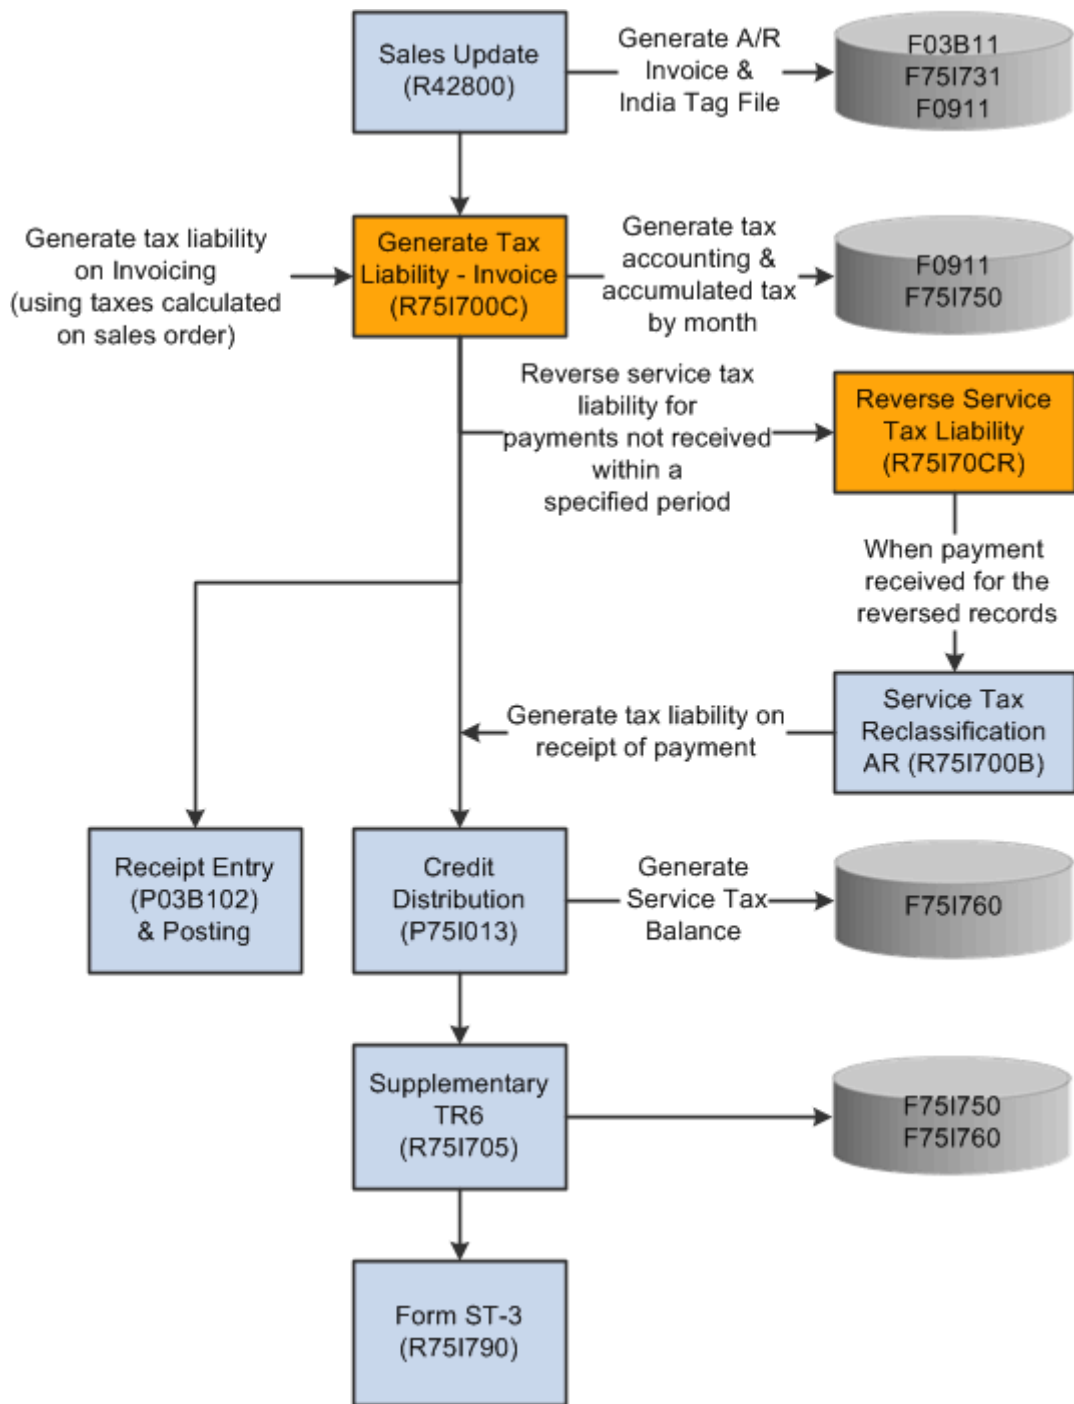 Sales Update
(R42800)
Generate A/R
Invoice &
India Tag File
F03B11
F75I731
F0911
Generate tax liability
on Invoicing
(using taxes calculated
on sales order)
Generate Tax
Liability - Invoice
(R75I700C)
Generate tax
accounting &
accumulated tax
by month
F0911
F75I750
Reverse service tax
liability for
payments not received
within a
specified period
Reverse Service
Tax Liability
(R75I70CR)
When payment
received for the
reversed records
Service Tax
Reclassification
AR (R75I700B)
Generate tax liability on
receipt of payment
Receipt Entry
(P03B102)
& Posting
Credit
Distribution
(P75I013)
Generate
Service Tax
Balance
F75I760
Supplementary
TR6
(R75I705)
F75I750
F75I760
Form ST-3
(R75I790)